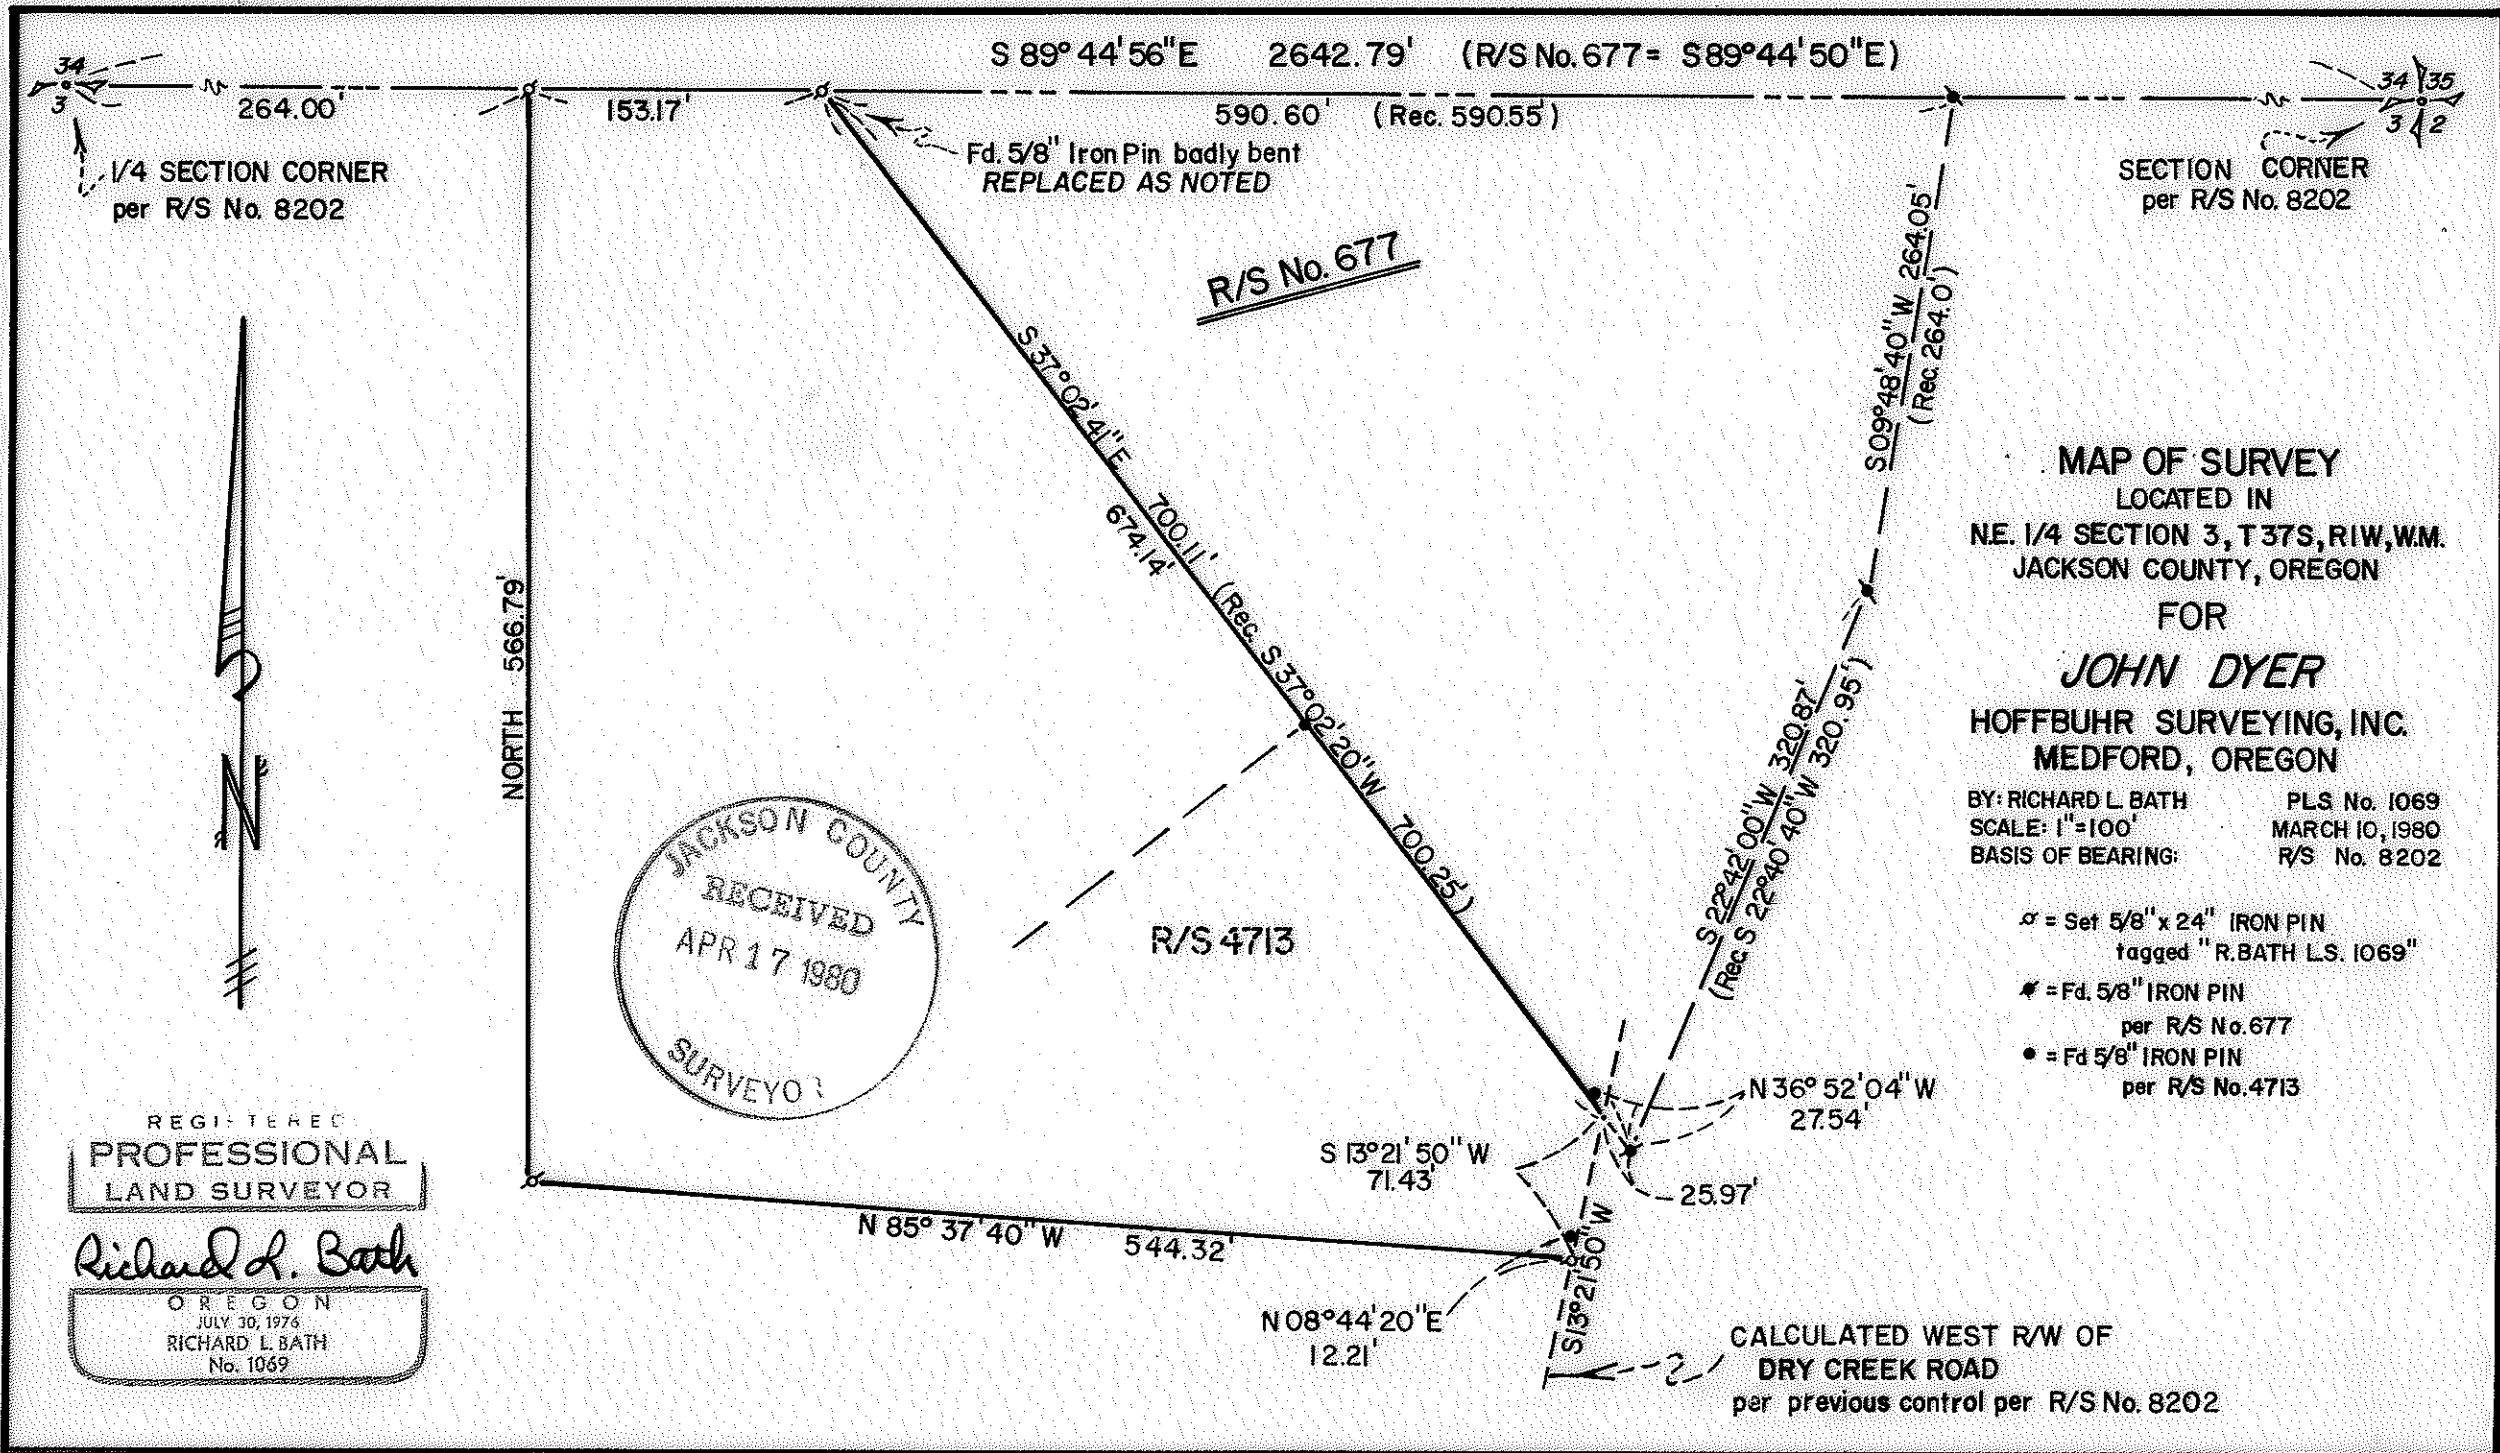 S 89° 44' 56" E 2642.79' (R/S No. 677 = S 89° 44' 50" E)
34
3
264.00'
153.17'
590.60' (Rec. 590.55')
34 35
3 2
1/4 SECTION CORNER
per R/S No. 8202
Fd. 5/8" Iron Pin badly bent
REPLACED AS NOTED
SECTION CORNER
per R/S No. 8202
R/S No. 677
S 09° 48' 40" W 264.05'
(Rec. 264.0')
S 37° 02' 41" E 700.11' (Rec. S 37° 02' 20" W 700.25')
674.14'
NORTH 566.79'
N
S 22° 42' 00" W 320.87'
(Rec. S 22° 40' 40" W 320.95')
MAP OF SURVEY
LOCATED IN
N.E. 1/4 SECTION 3, T 37S, R1W, W.M.
JACKSON COUNTY, OREGON
FOR
JOHN DYER
HOFFBUHR SURVEYING, INC.
MEDFORD, OREGON
BY: RICHARD L. BATH PLS No. 1069
SCALE: 1"=100' MARCH 10, 1980
BASIS OF BEARING: R/S No. 8202
= Set 5/8" x 24" IRON PIN
tagged "R.BATH L.S. 1069"
= Fd. 5/8" IRON PIN
per R/S No. 677
= Fd 5/8" IRON PIN
per R/S No. 4713
JACKSON COUNTY
RECEIVED
APR 17 1980
SURVEYO
R/S 4713
N 36° 52' 04" W
27.54'
S 13° 21' 50" W
71.43'
25.97'
N 85° 37' 40" W 544.32'
S 13° 21' 50" W
N 08° 44' 20" E
12.21'
CALCULATED WEST R/W OF
DRY CREEK ROAD
per previous control per R/S No. 8202
REGISTERED
PROFESSIONAL
LAND SURVEYOR
Richard L. Bath
OREGON
JULY 30, 1976
RICHARD L. BATH
No. 1069